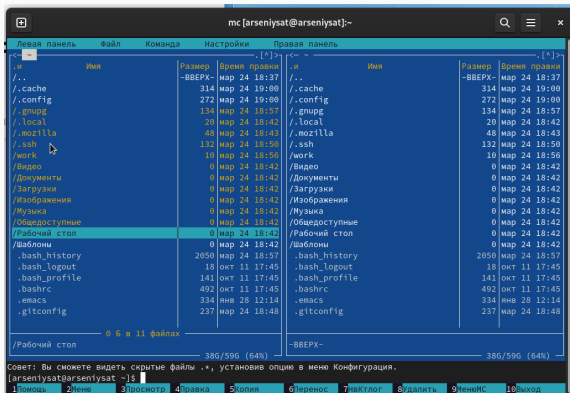 mc [arseniysat@arseniysat]:~
Левая панель Файл Команда Настройки Правая панель
<- ~ .[^]> <- ~ .[^]>
.и Имя Размер Время правки .и Имя Размер Время правки
/.. -ВВЕРХ- мар 24 18:37 /.. -ВВЕРХ- мар 24 18:37
/.cache 314 мар 24 19:00 /.cache 314 мар 24 19:00
/.config 272 мар 24 19:00 /.config 272 мар 24 19:00
/.gnupg 134 мар 24 18:57 /.gnupg 134 мар 24 18:57
/.local 20 мар 24 18:42 /.local 20 мар 24 18:42
/.mozilla 48 мар 24 18:43 /.mozilla 48 мар 24 18:43
/.ssh 132 мар 24 18:50 /.ssh 132 мар 24 18:50
/work 10 мар 24 18:56 /work 10 мар 24 18:56
/Видео 0 мар 24 18:42 /Видео 0 мар 24 18:42
/Документы 0 мар 24 18:42 /Документы 0 мар 24 18:42
/Загрузки 0 мар 24 18:42 /Загрузки 0 мар 24 18:42
/Изображения 0 мар 24 18:42 /Изображения 0 мар 24 18:42
/Музыка 0 мар 24 18:42 /Музыка 0 мар 24 18:42
/Общедоступные 0 мар 24 18:42 /Общедоступные 0 мар 24 18:42
/Рабочий стол 0 мар 24 18:42 /Рабочий стол 0 мар 24 18:42
/Шаблоны 0 мар 24 18:42 /Шаблоны 0 мар 24 18:42
.bash_history 2050 мар 24 18:57 .bash_history 2050 мар 24 18:57
.bash_logout 18 окт 11 17:45 .bash_logout 18 окт 11 17:45
.bash_profile 141 окт 11 17:45 .bash_profile 141 окт 11 17:45
.bashrc 492 окт 11 17:45 .bashrc 492 окт 11 17:45
.emacs 334 янв 28 12:14 .emacs 334 янв 28 12:14
.gitconfig 237 мар 24 18:48 .gitconfig 237 мар 24 18:48
0 Б в 11 файлах
/Рабочий стол -ВВЕРХ-
38G/59G (64%) 38G/59G (64%)
Совет: Вы сможете видеть скрытые файлы .*, установив опцию в меню Конфигурация.
[arseniysat@arseniysat ~]$
1Помощь 2Меню 3Просмотр 4Правка 5Копия 6Перенос 7НвКтлог 8Удалить 9МенюМС 10Выход